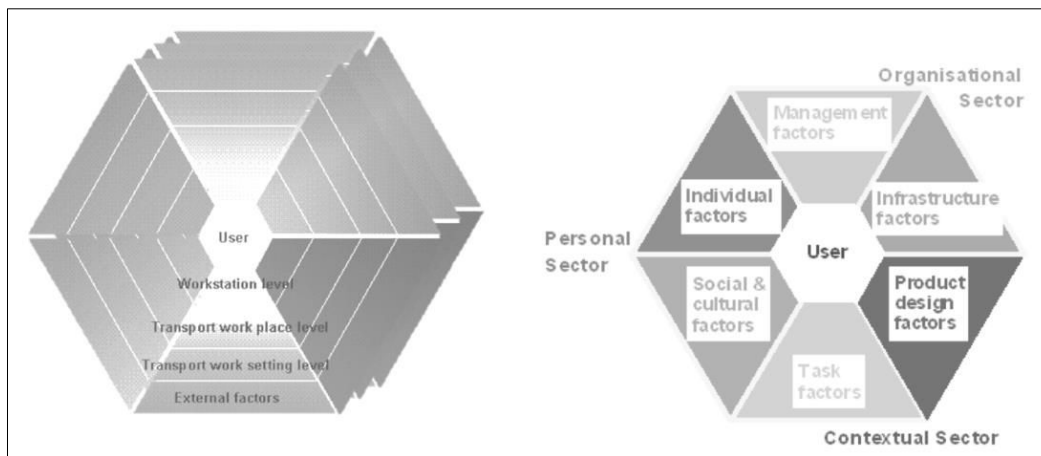 User
Workstation level
Transport work place level
Transport work setting level
External factors
Organisational
Sector
Management
factors
Individual
factors
Infrastructure
factors
Personal
Sector
User
Social &
cultural
factors
Product
design
factors
Task
factors
Contextual Sector